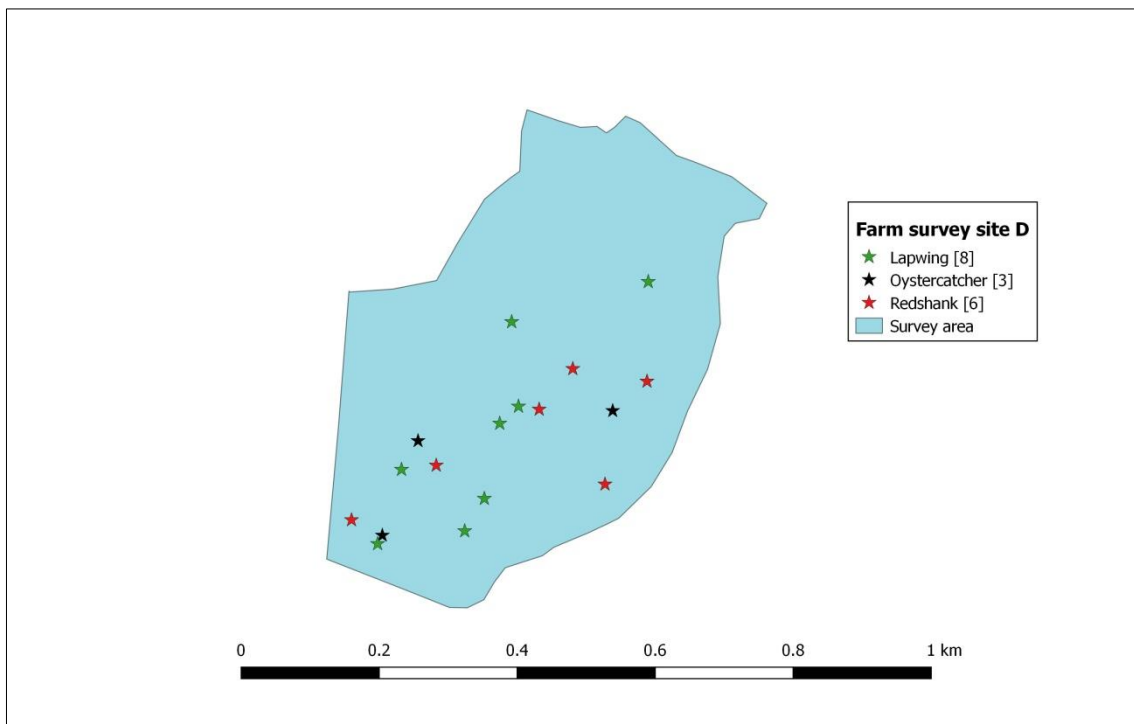 Farm survey site D
Lapwing [8]
Oystercatcher [3]
Redshank [6]
Survey area
0 0.2 0.4 0.6 0.8 1 km